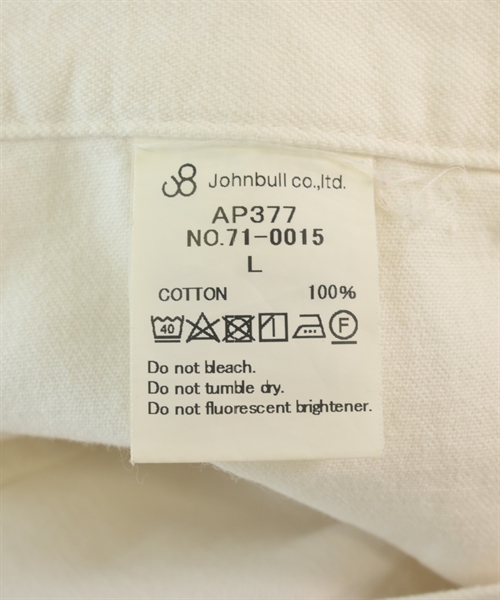 Johnbull co.,ltd.
AP377
NO.71-0015
L
COTTON 100%
40 F
Do not bleach.
Do not tumble dry.
Do not fluorescent brightener.